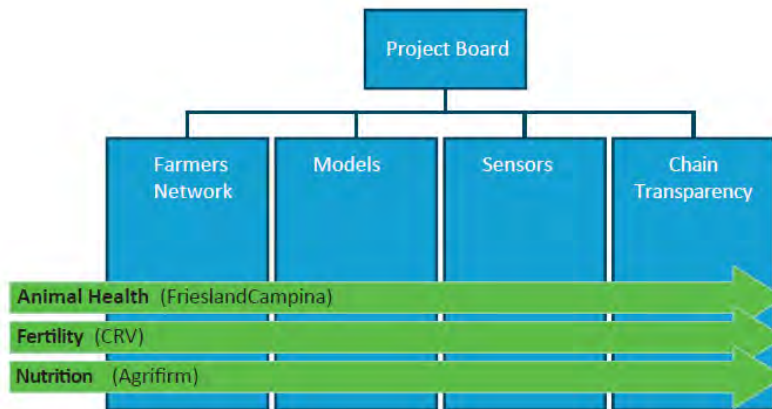 Project Board
Farmers
Network
Models
Sensors
Chain
Transparency
Animal Health (FrieslandCampina)
Fertility (CRV)
Nutrition (Agrifirm)